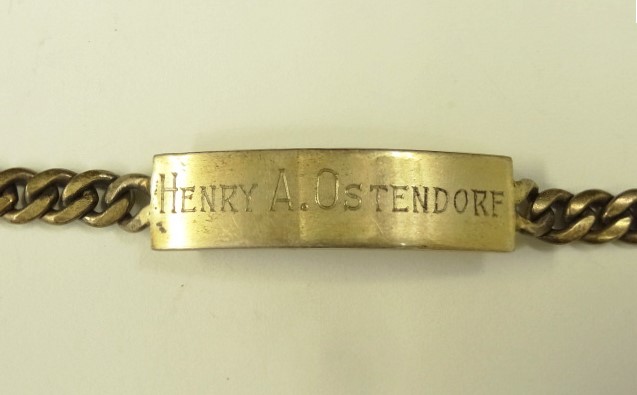 HENRY A. OSTENDORF